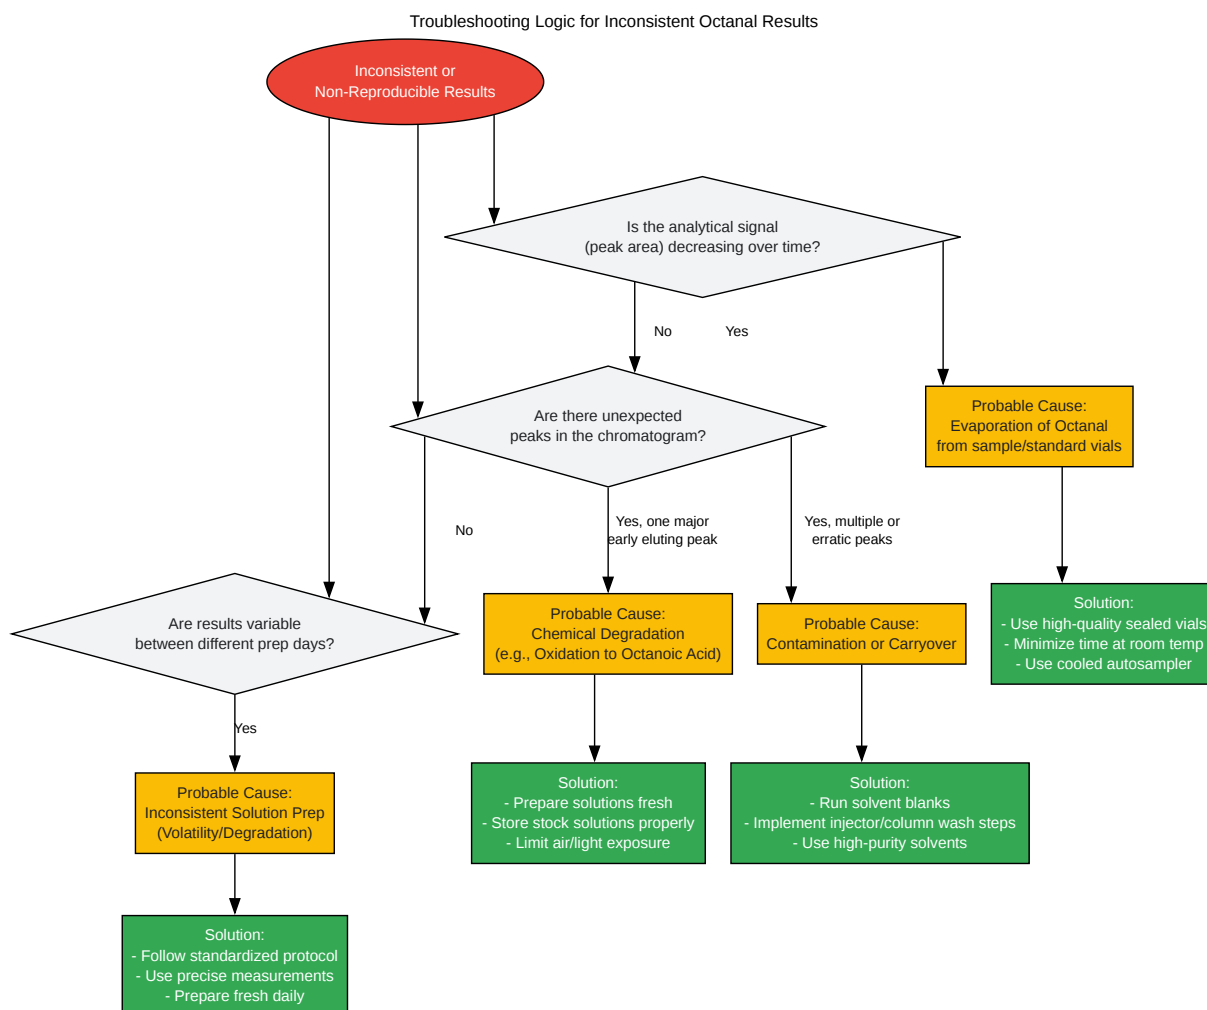 Troubleshooting Logic for Inconsistent Octanal Results
Inconsistent or
Non-Reproducible Results
Is the analytical signal
(peak area) decreasing over time?
No
Yes
Are there unexpected
peaks in the chromatogram?
Probable Cause:
Evaporation of Octanal
from sample/standard vials
No
Yes, one major
early eluting peak
Yes, multiple or
erratic peaks
Are results variable
between different prep days?
Probable Cause:
Chemical Degradation
(e.g., Oxidation to Octanoic Acid)
Probable Cause:
Contamination or Carryover
Solution:
- Use high-quality sealed vials
- Minimize time at room temp
- Use cooled autosampler
Yes
Probable Cause:
Inconsistent Solution Prep
(Volatility/Degradation)
Solution:
- Prepare solutions fresh
- Store stock solutions properly
- Limit air/light exposure
Solution:
- Run solvent blanks
- Implement injector/column wash steps
- Use high-purity solvents
Solution:
- Follow standardized protocol
- Use precise measurements
- Prepare fresh daily